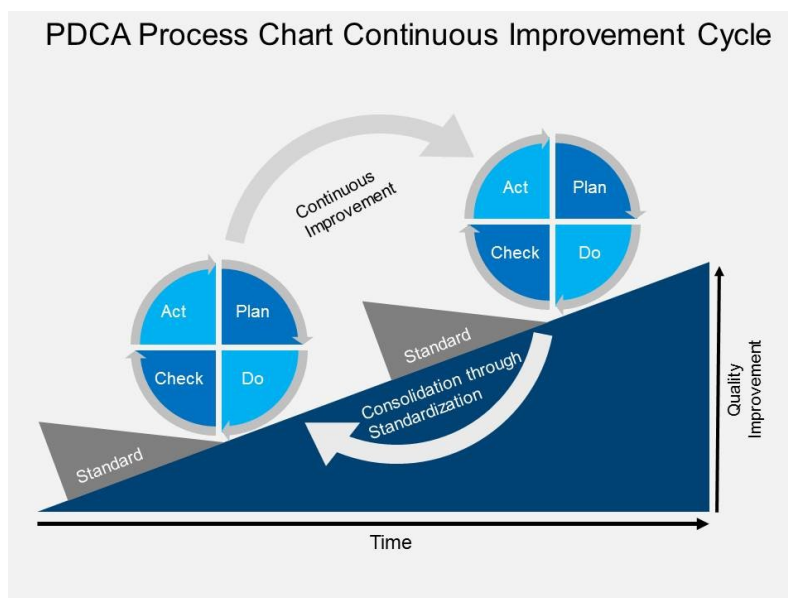 PDCA Process Chart Continuous Improvement Cycle
Continuous
Improvement
Act
Plan
Check
Do
Act
Plan
Check
Do
Standard
Consolidation through
Standardization
Standard
Quality
Improvement
Time